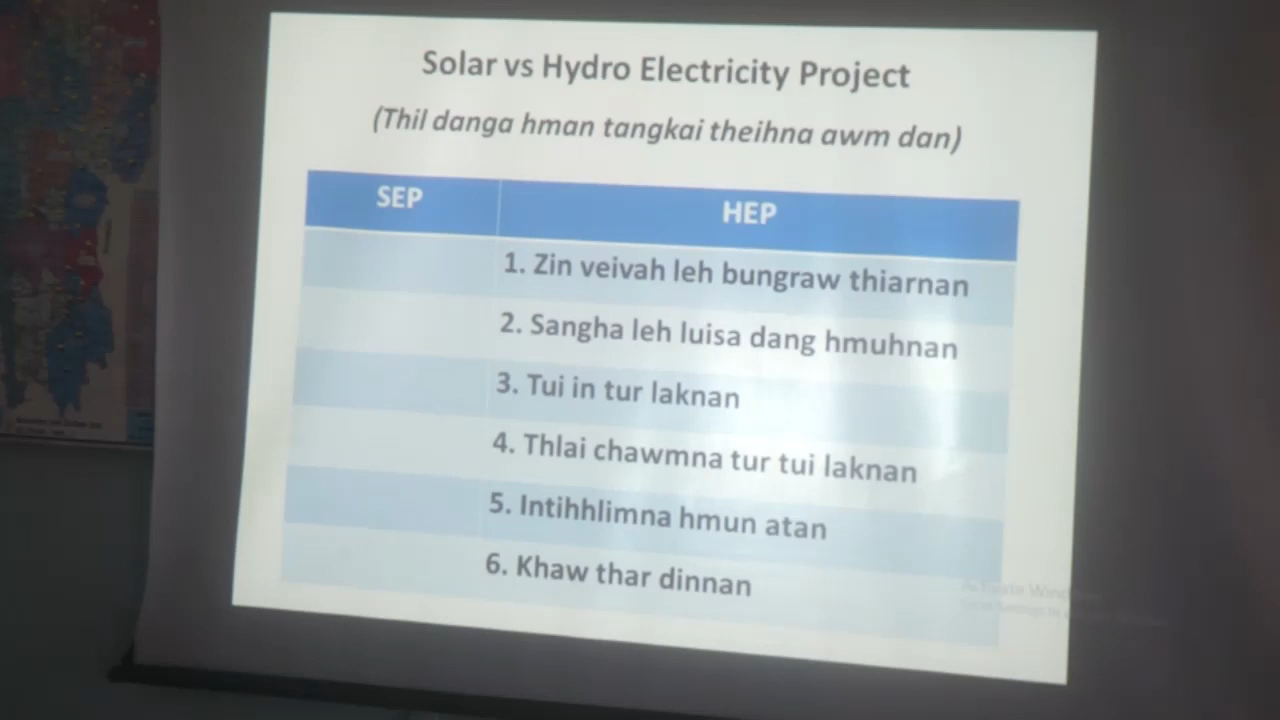 Solar vs Hydro Electricity Project
(Thil danga hman tangkai theihna awm dan)
SEP
HEP
1. Zin veivah leh bungraw thiarnan
2. Sangha leh luisa dang hmuhnan
3. Tui in tur laknan
4. Thlai chawmna tur tui laknan
5. Intihhlimna hmun atan
6. Khaw thar dinnan